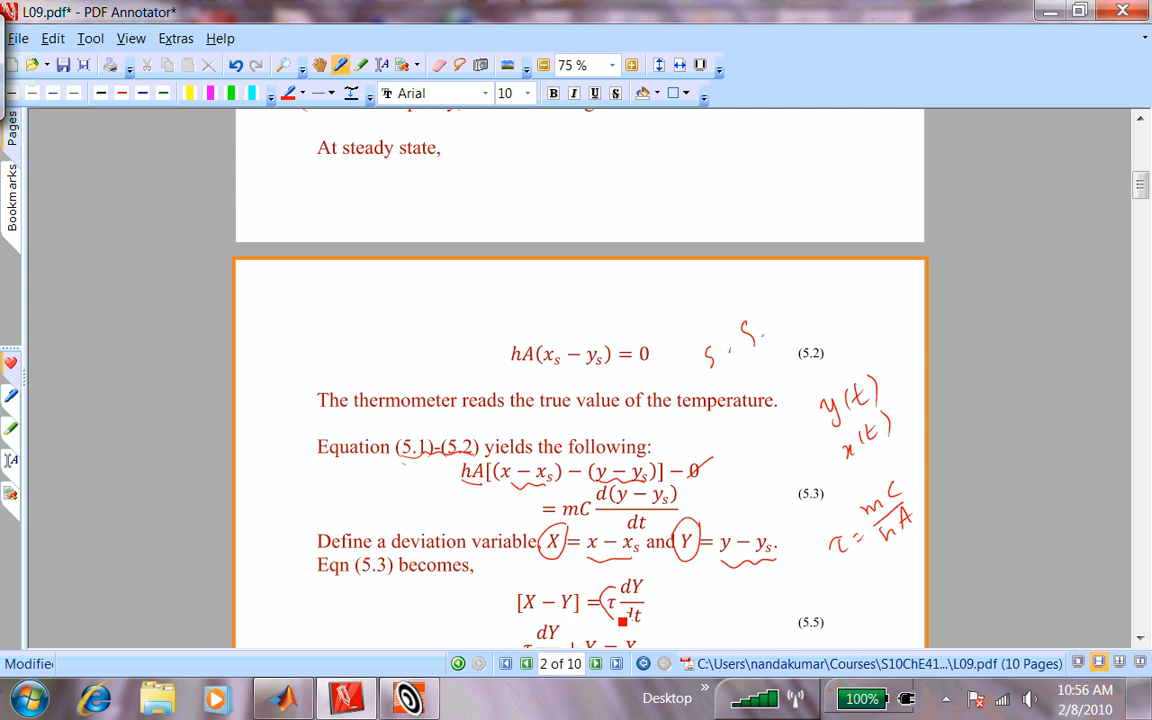 L09.pdf* - PDF Annotator*
File Edit Tool View Extras Help
75 %
Arial 10 B I U S
Pages
Bookmarks
At steady state,
hA(xₛ − yₛ) = 0 S.S. (5.2)
The thermometer reads the true value of the temperature.
y(t)
x(t)
Equation (5.1)-(5.2) yields the following:
hA[(x − xₛ) − (y − yₛ)] − 0
= mC d(y − yₛ)/dt (5.3)
τ = mC/hA
Define a deviation variable, X = x − xₛ and Y = y − yₛ.
Eqn (5.3) becomes,
[X − Y] = τ dY/dt (5.5)
dY
Modified 2 of 10 C:\Users\nandakumar\Courses\S10ChE41...\L09.pdf (10 Pages)
Desktop » 100% 10:56 AM
2/8/2010